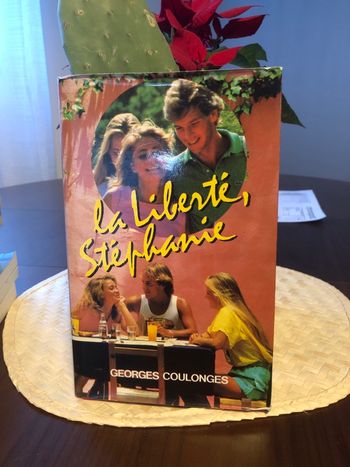 la Liberté,
Stéphanie
GEORGES COULONGES